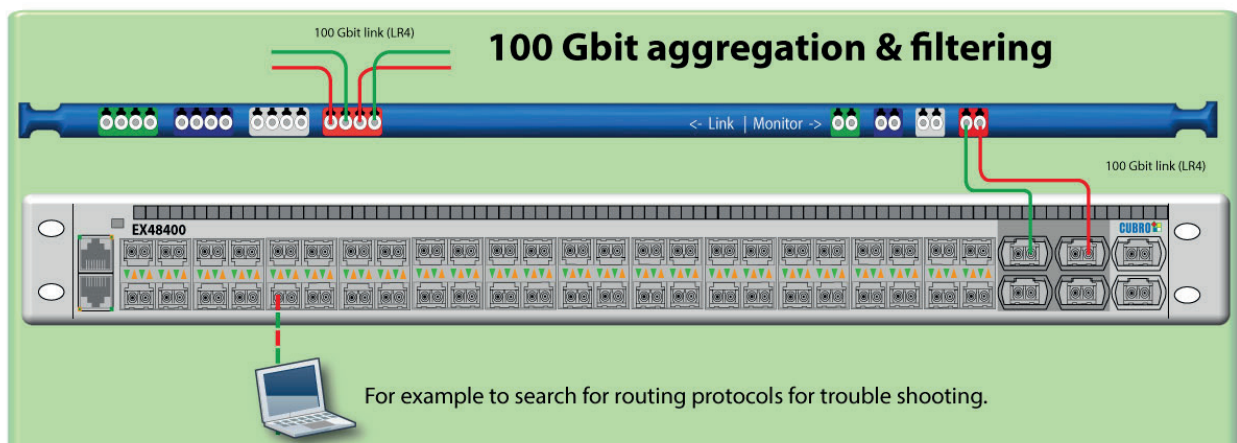 100 Gbit link (LR4)
100 Gbit aggregation & filtering
<- Link | Monitor ->
100 Gbit link (LR4)
EX48400
CUBRO
For example to search for routing protocols for trouble shooting.